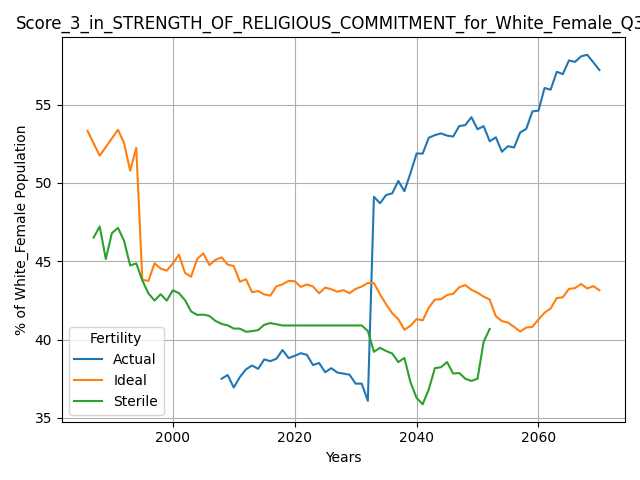 Score_3_in_STRENGTH_OF_RELIGIOUS_COMMITMENT_for_White_Female_Q3
% of White_Female Population
55
50
45
40
35
Fertility
Actual
Ideal
Sterile
2000 2020 2040 2060
Years